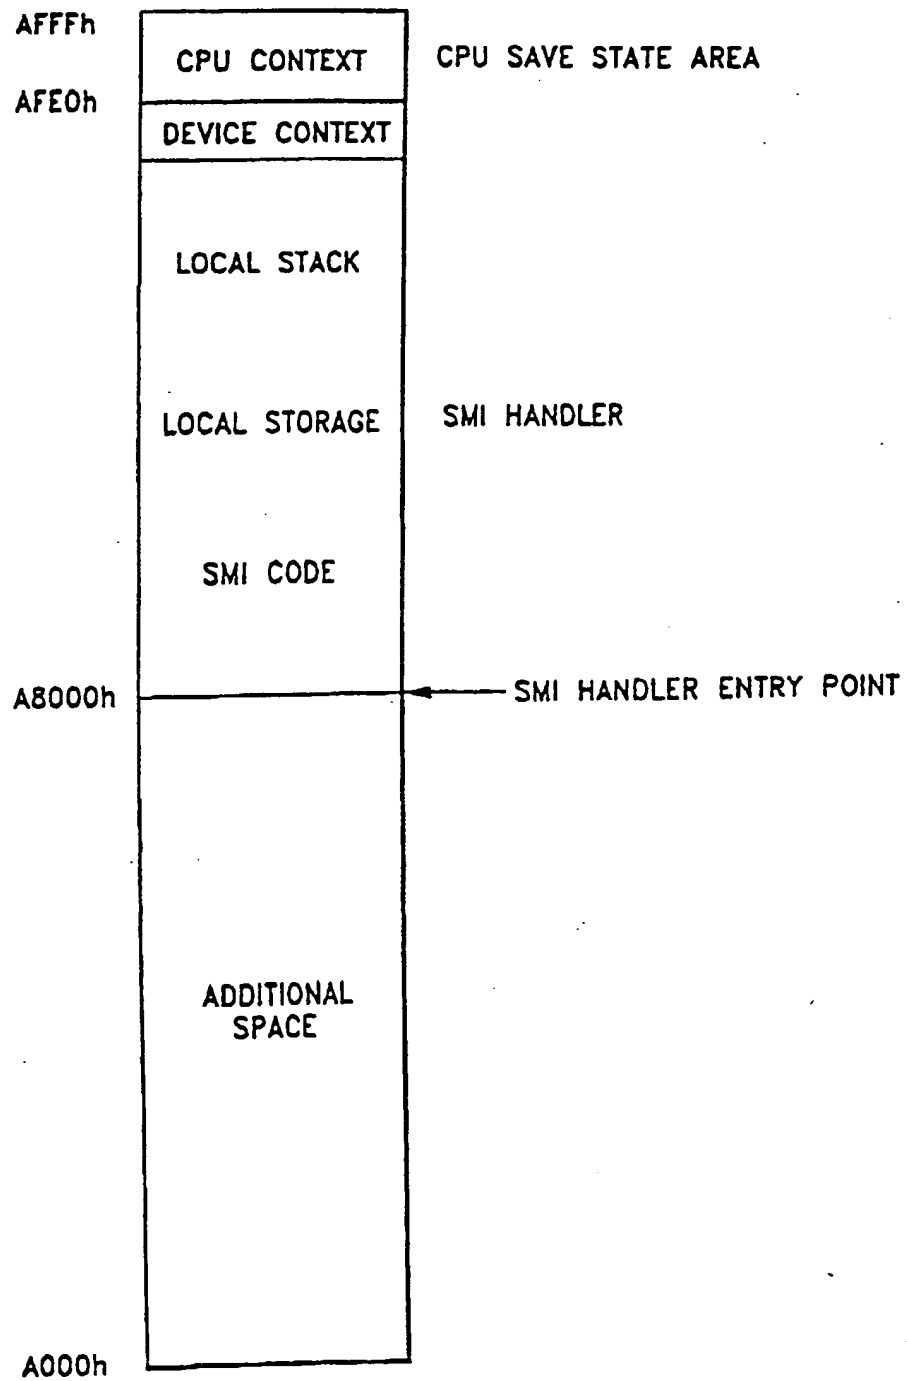 AFFFh
CPU CONTEXT
CPU SAVE STATE AREA
AFE0h
DEVICE CONTEXT
LOCAL STACK
LOCAL STORAGE
SMI HANDLER
SMI CODE
A8000h
SMI HANDLER ENTRY POINT
ADDITIONAL
SPACE
A000h